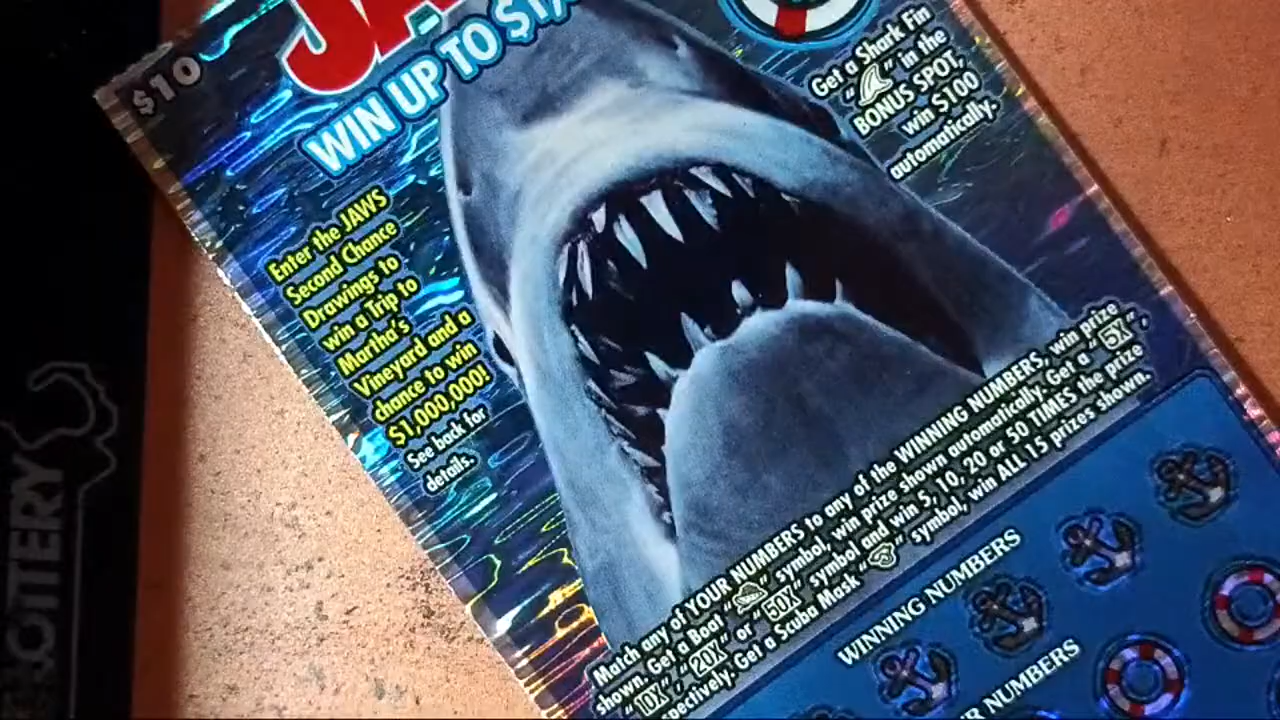 $10
WIN UP TO
Get a Shark Fin
" " in the
BONUS SPOT,
win $100
automatically.
Enter the JAWS
Second Chance
Drawings to
win a Trip to
Martha's
Vineyard and a
chance to win
$1,000,000!
See back for
details.
Match any of YOUR NUMBERS to any of the WINNING NUMBERS, win prize
shown. Get a Boat " " symbol, win prize shown automatically. Get a "5X",
"10X", "20X" or "50X" symbol and win 5, 10, 20 or 50 TIMES the prize
Get a Scuba Mask " " symbol, win ALL 15 prizes shown.
WINNING NUMBERS
NUMBERS